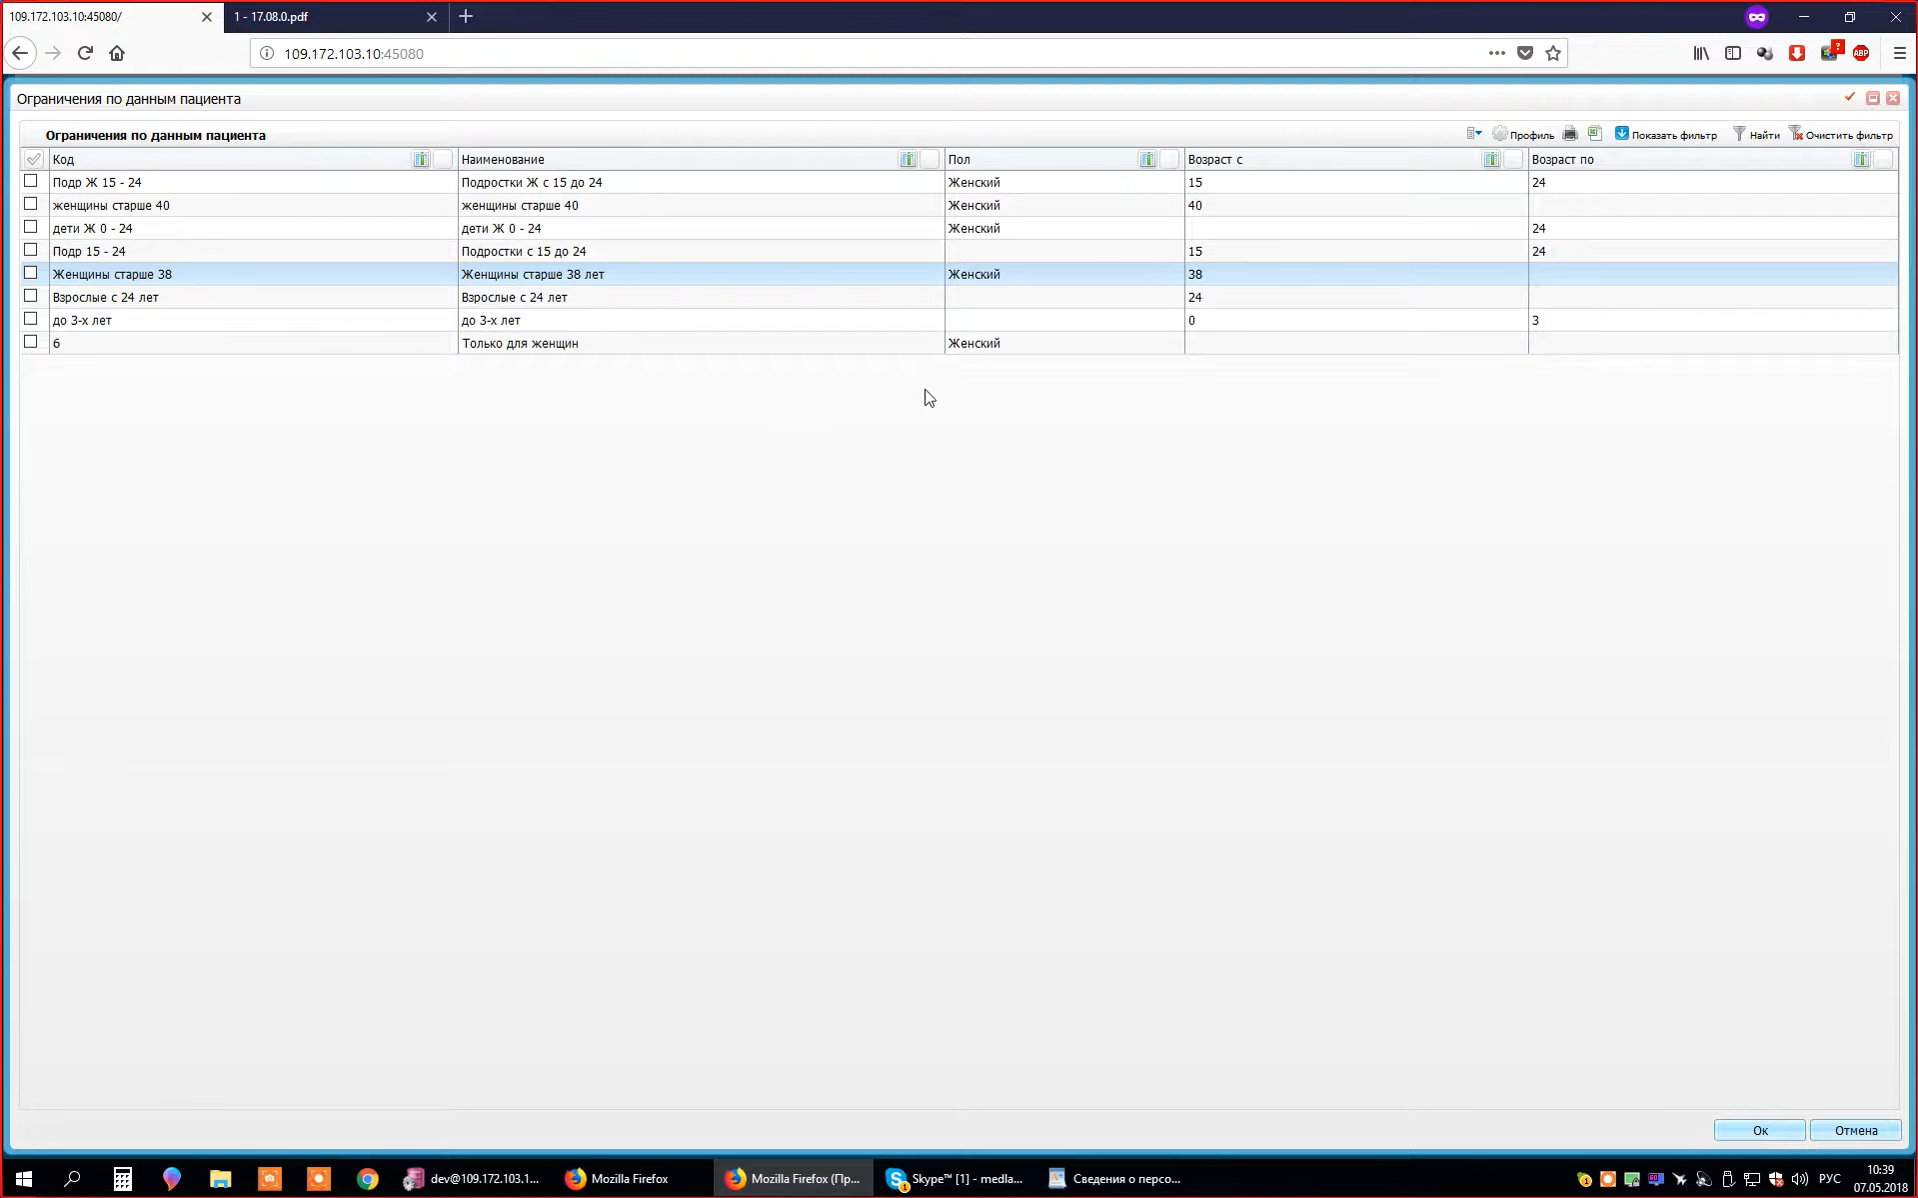 109.172.103.10:45080/
1 - 17.08.0.pdf
109.172.103.10:45080
ABP
Ограничения по данным пациента
Ограничения по данным пациента
Профиль
Показать фильтр
Найти
Очистить фильтр
Код Наименование Пол Возраст с Возраст по
Подр Ж 15 - 24 Подростки Ж с 15 до 24 Женский 15 24
женщины старше 40 женщины старше 40 Женский 40
дети Ж 0 - 24 дети Ж 0 - 24 Женский 24
Подр 15 - 24 Подростки с 15 до 24 15 24
Женщины старше 38 Женщины старше 38 лет Женский 38
Взрослые с 24 лет Взрослые с 24 лет 24
до 3-х лет до 3-х лет 0 3
6 Только для женщин Женский
Ок Отмена
dev@109.172.103.1...
Mozilla Firefox
Mozilla Firefox (Пр...
Skype™ [1] - medla...
Сведения о персо...
РУС
10:39
07.05.2018